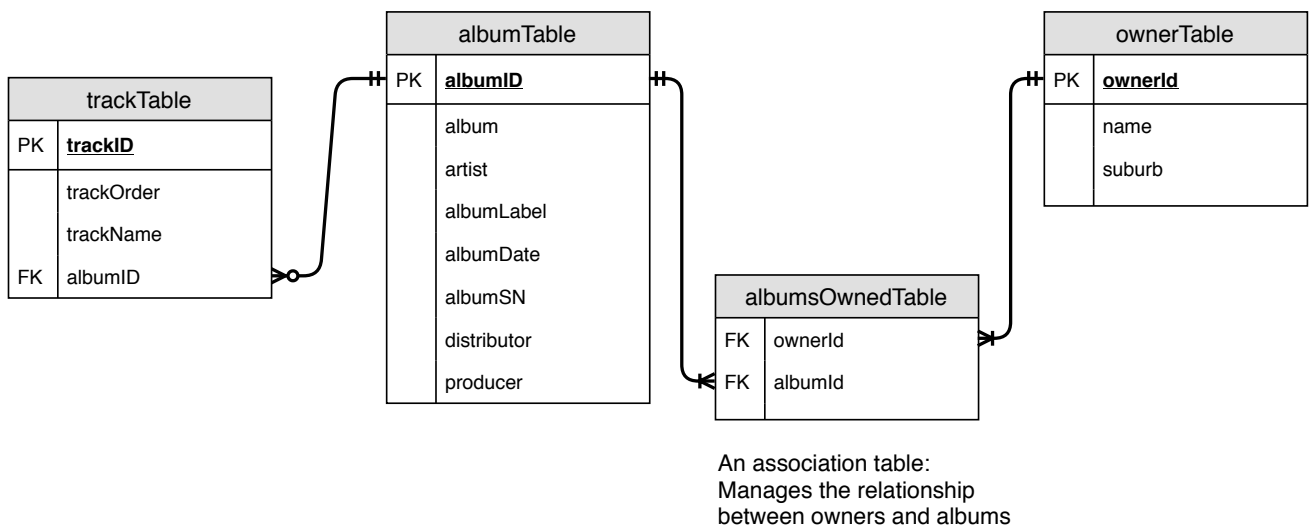 trackTable
PK trackID
trackOrder
trackName
FK albumID
albumTable
PK albumID
album
artist
albumLabel
albumDate
albumSN
distributor
producer
albumsOwnedTable
FK ownerId
FK albumId
An association table:
Manages the relationship
between owners and albums
ownerTable
PK ownerId
name
suburb